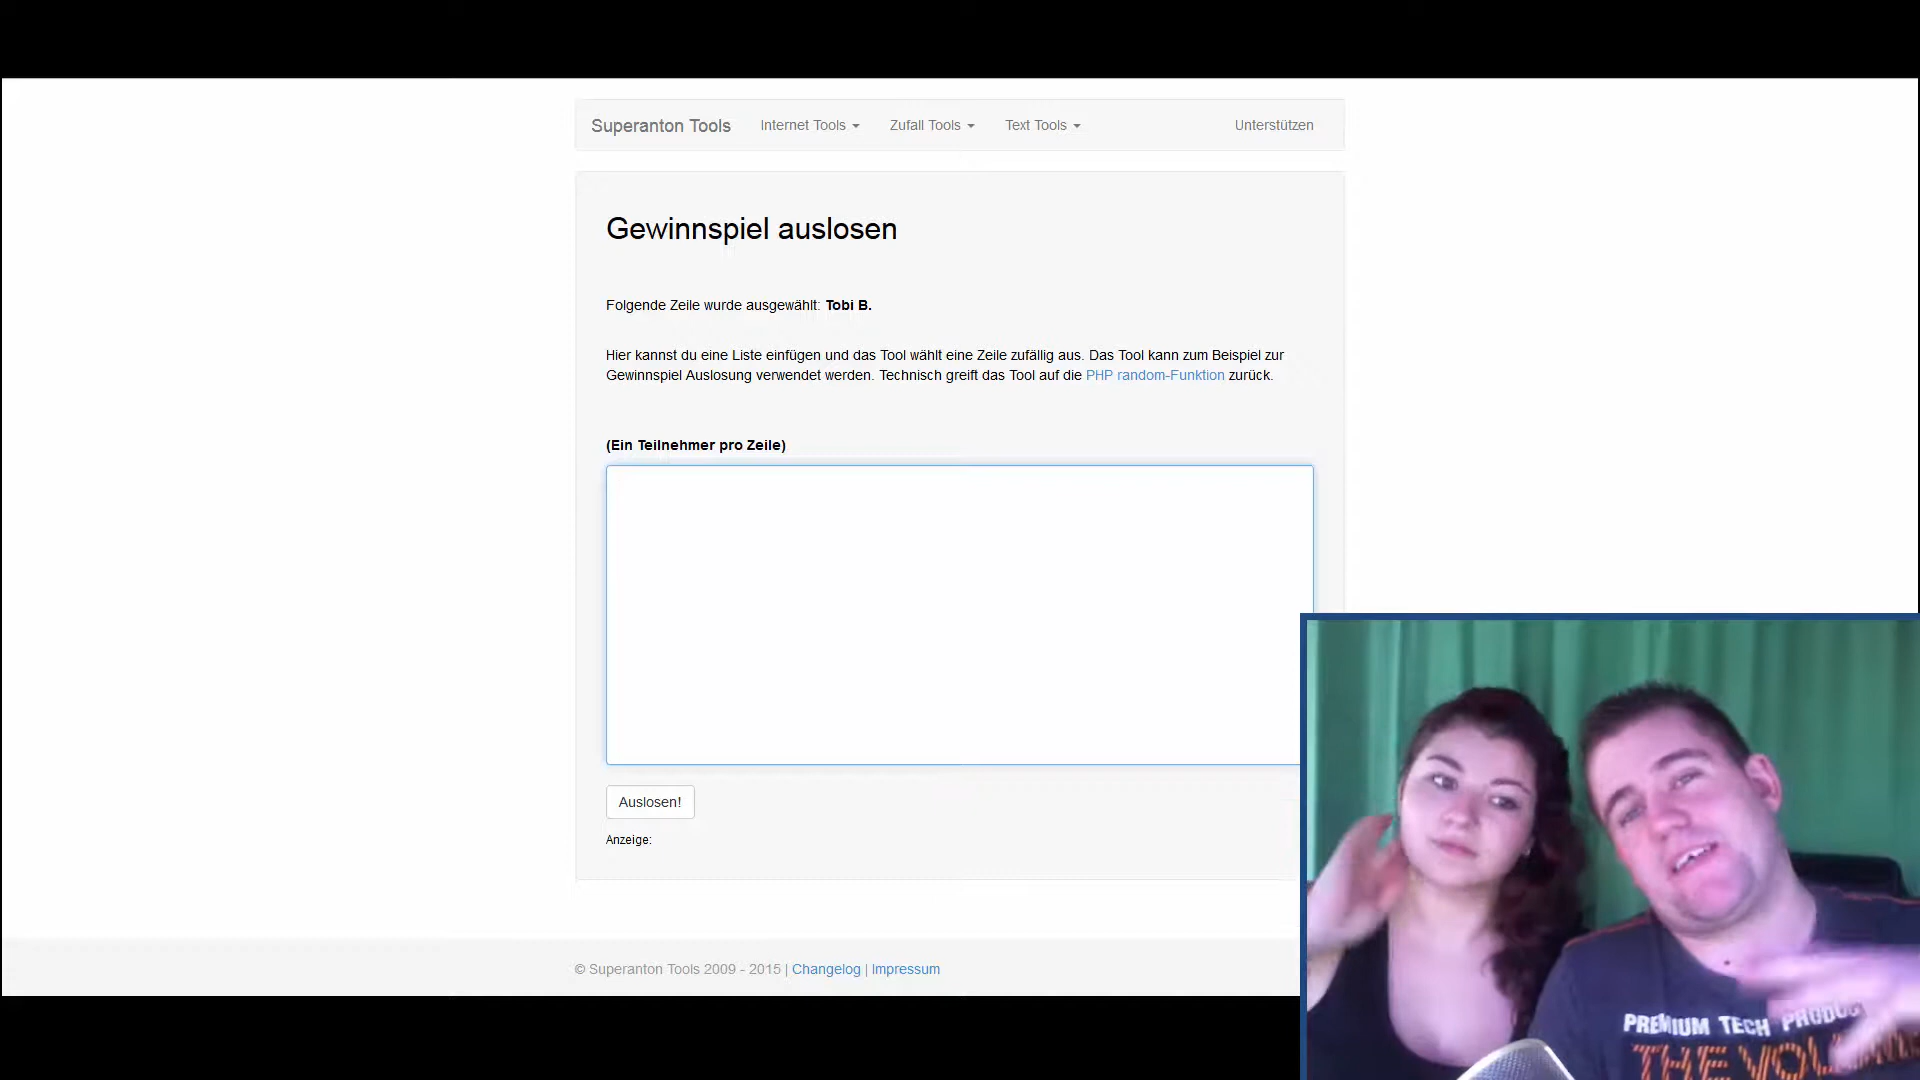 Superanton Tools Internet Tools Zufall Tools Text Tools Unterstützen
Gewinnspiel auslosen
Folgende Zeile wurde ausgewählt: Tobi B.
Hier kannst du eine Liste einfügen und das Tool wählt eine Zeile zufällig aus. Das Tool kann zum Beispiel zur
Gewinnspiel Auslosung verwendet werden. Technisch greift das Tool auf die PHP random-Funktion zurück.
(Ein Teilnehmer pro Zeile)
Auslosen!
Anzeige:
© Superanton Tools 2009 - 2015 | Changelog | Impressum
PREMIUM TECH
THE